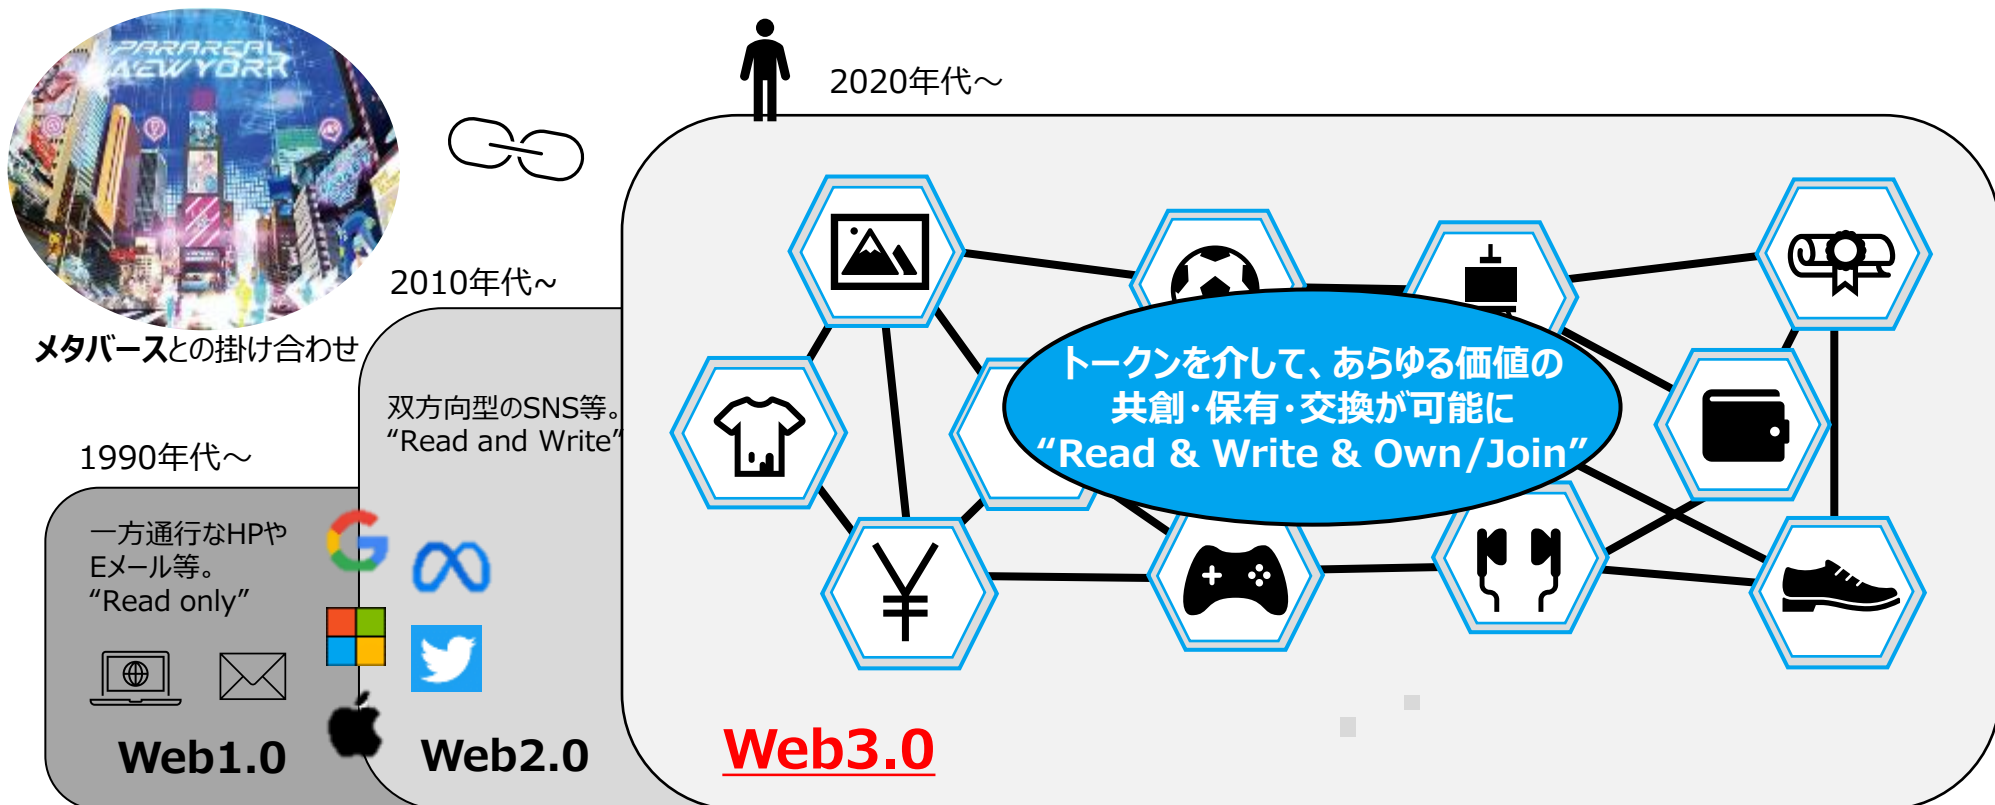 PARAREAL
NEWYORK
メタバースとの掛け合わせ
1990年代～
一方通行なHPや
Eメール等。
“Read only”
Web1.0
2010年代~
双方向型のSNS等。
“Read and Write”
Web2.0
2020年代～
トークンを介して、あらゆる価値の
共創・保有・交換が可能に
“Read & Write & Own/Join”
Web3.0